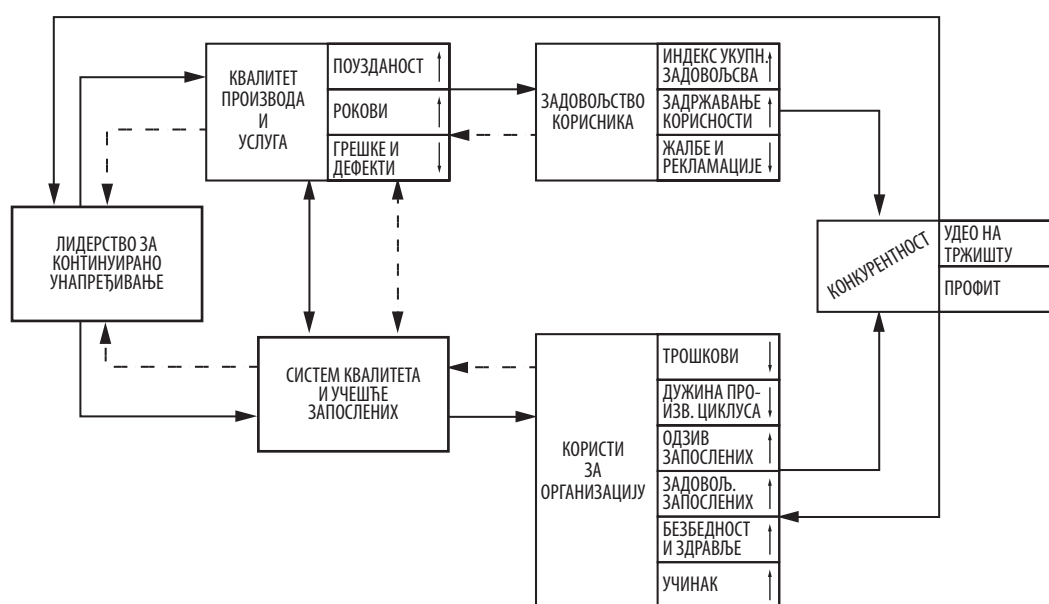 КВАЛИТЕТ
ПРОИЗВОДА
И
УСЛУГА
ПОУЗДАНОСТ
РОКОВИ
ГРЕШКЕ И
ДЕФЕКТИ
ЗАДОВОЉСТВО
КОРИСНИКА
ИНДЕКС УКУПН.
ЗАДОВОЉСВА
ЗАДРЖАВАЊЕ
КОРИСНОСТИ
ЖАЛБЕ И
РЕКЛАМАЦИЈЕ
ЛИДЕРСТВО ЗА
КОНТИНУИРАНО
УНАПРЕЂИВАЊЕ
КОНКУРЕНТНОСТ
УДЕО НА
ТРЖИШТУ
ПРОФИТ
СИСТЕМ КВАЛИТЕТА
И УЧЕШЋЕ
ЗАПОСЛЕНИХ
КОРИСТИ
ЗА
ОРГАНИЗАЦИЈУ
ТРОШКОВИ
ДУЖИНА ПРО-
ИЗВ. ЦИКЛУСА
ОДЗИВ
ЗАПОСЛЕНИХ
ЗАДОВОЉ.
ЗАПОСЛЕНИХ
БЕЗБЕДНОСТ
И ЗДРАВЉЕ
УЧИНАК